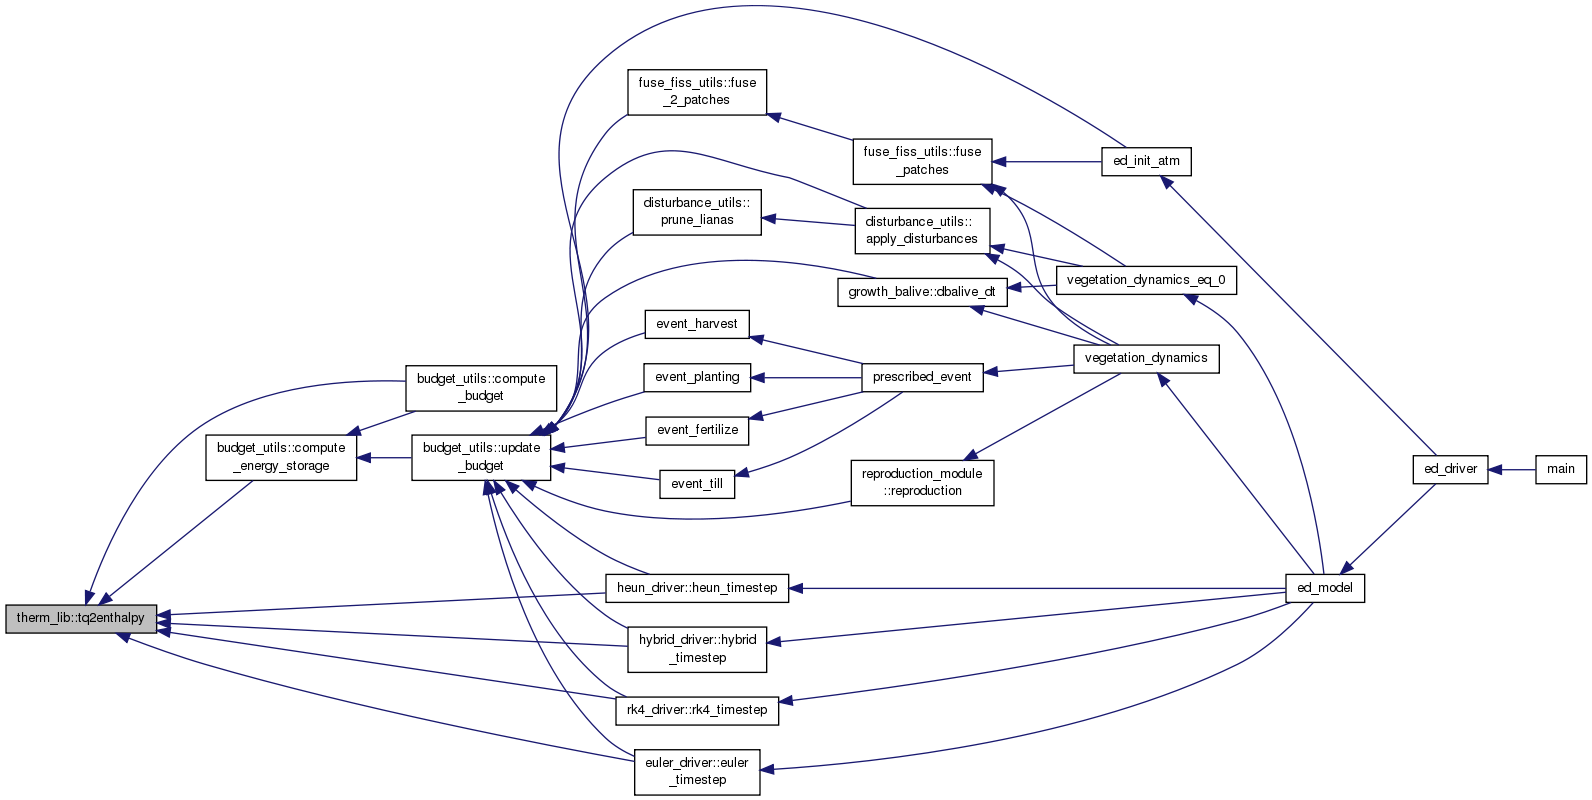 fuse_fiss_utils::fuse
_2_patches
fuse_fiss_utils::fuse
_patches
ed_init_atm
disturbance_utils::
prune_lianas
disturbance_utils::
apply_disturbances
vegetation_dynamics_eq_0
growth_balive::dbalive_dt
event_harvest
vegetation_dynamics
budget_utils::compute
_budget
event_planting
prescribed_event
budget_utils::compute
_energy_storage
budget_utils::update
_budget
event_fertilize
event_till
reproduction_module
::reproduction
ed_driver
main
therm_lib::tq2enthalpy
heun_driver::heun_timestep
ed_model
hybrid_driver::hybrid
_timestep
rk4_driver::rk4_timestep
euler_driver::euler
_timestep